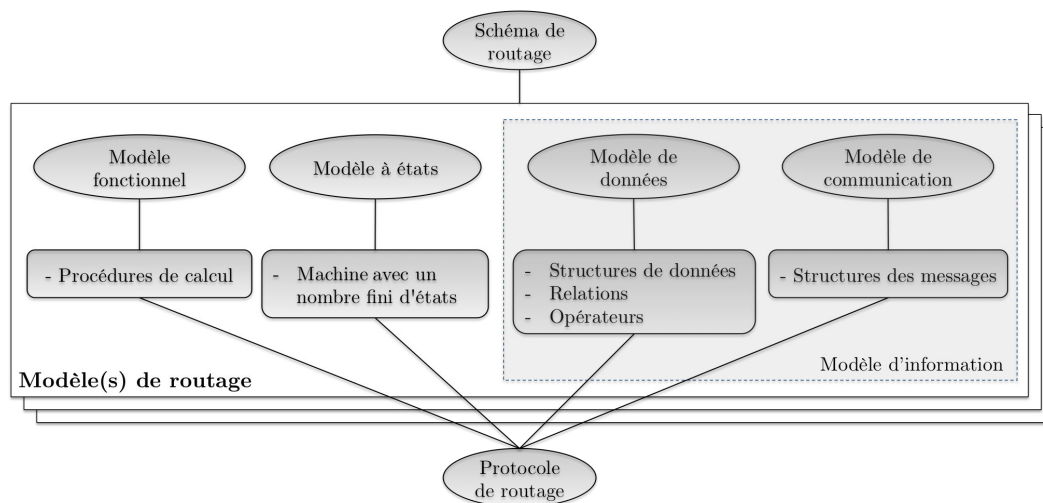 Schéma de
routage
Modèle
fonctionnel
Modèle à états
Modèle de
données
Modèle de
communication
- Procédures de calcul
- Machine avec un
nombre fini d'états
- Structures de données
- Relations
- Opérateurs
- Structures des messages
Modèle d'information
Modèle(s) de routage
Protocole
de routage